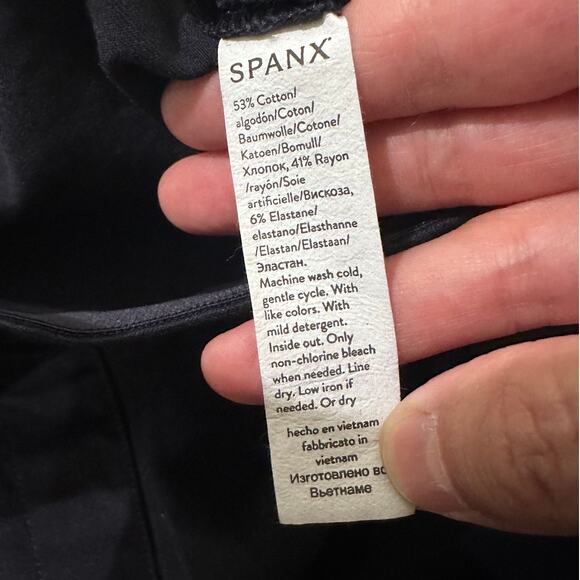 SPANX
53% Cotton/
algodón/Coton/
Baumwolle/Cotone/
Katoen/Bomull/
Хлопок, 41% Rayon
/rayón/Soie
artificielle/Вискоза,
6% Elastane/
elastano/Elasthanne
/Elastan/Elastaan/
Эластан.
Machine wash cold,
gentle cycle. With
like colors. With
mild detergent.
Inside out. Only
non-chlorine bleach
when needed. Line
dry. Low iron if
needed. Or dry
hecho en vietnam
fabbricato in
vietnam
Изготовлено во
Вьетнаме